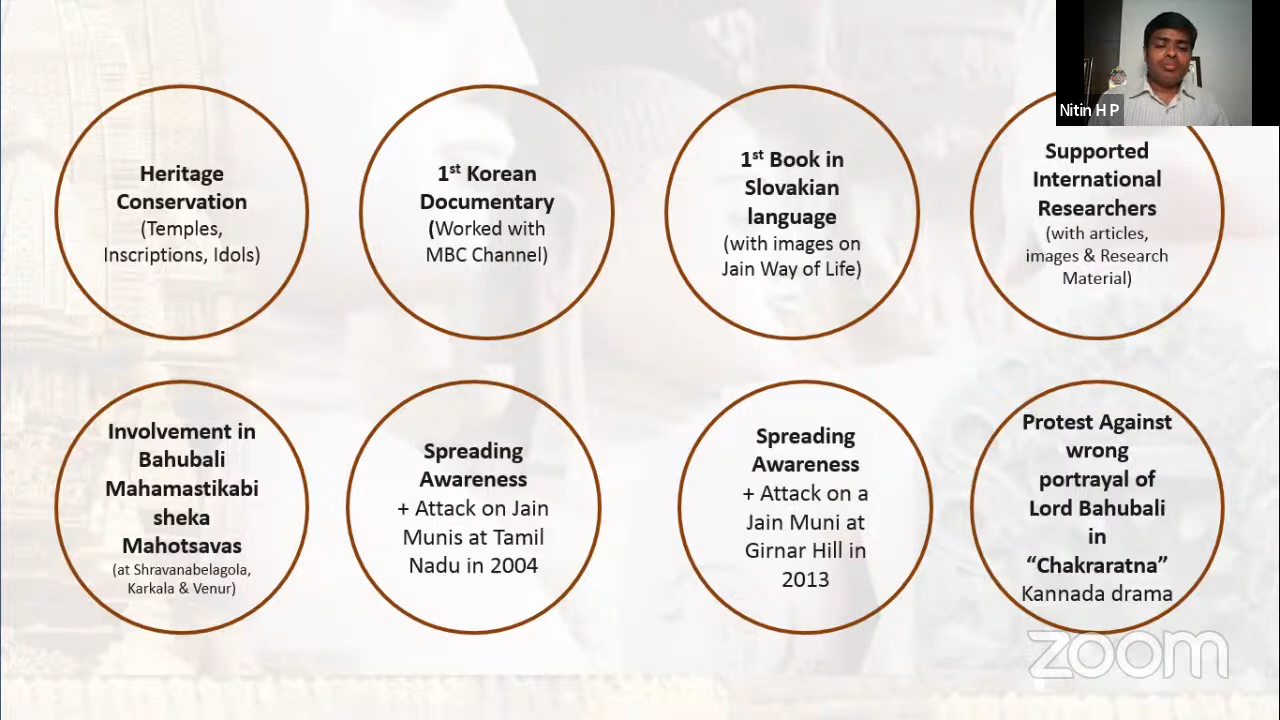 Heritage
Conservation
(Temples,
Inscriptions, Idols)
1st Korean
Documentary
(Worked with
MBC Channel)
1st Book in
Slovakian
language
(with images on
Jain Way of Life)
Nitin H P
Supported
International
Researchers
(with articles,
images & Research
Material)
Involvement in
Bahubali
Mahamastikabi
sheka
Mahotsavas
(at Shravanabelagola,
Karkala & Venur)
Spreading
Awareness
+ Attack on Jain
Munis at Tamil
Nadu in 2004
Spreading
Awareness
+ Attack on a
Jain Muni at
Girnar Hill in
2013
Protest Against
wrong
portrayal of
Lord Bahubali
in
“Chakraratna”
Kannada drama
zoom